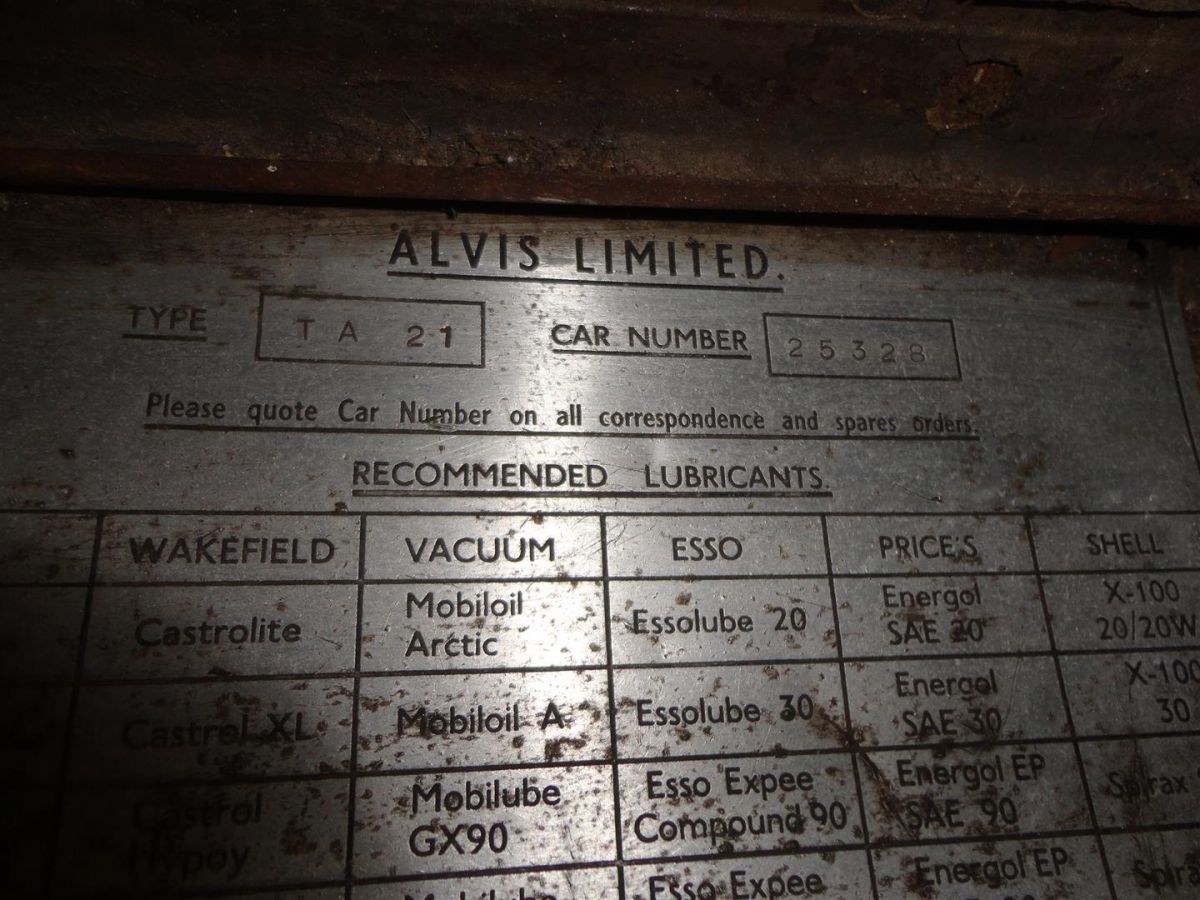 ALVIS LIMITED.
TYPE TA 21 CAR NUMBER 25328
Please quote Car Number on all correspondence and spares orders.
RECOMMENDED LUBRICANTS.
WAKEFIELD VACUUM ESSO PRICE'S SHELL
Castrolite Mobiloil Arctic Essolube 20 Energol SAE 20 X-100 20/20W
Castrol XL Mobiloil A Essolube 30 Energol SAE 30 X-100 30
Castrol Hypoy Mobilube GX90 Esso Expee Compound 90 Energol EP SAE 90 Spirax
Mobilube Esso Expee Energol EP